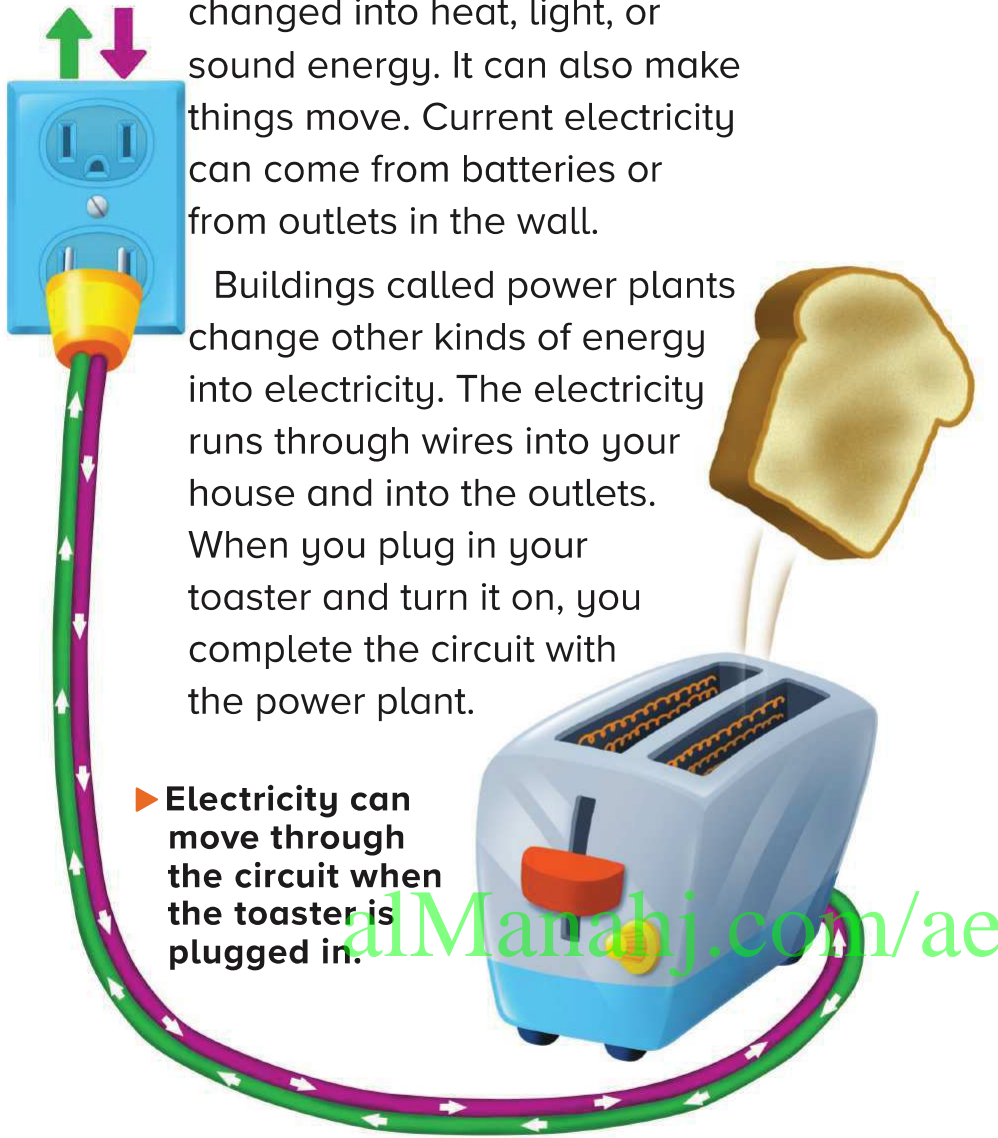 changed into heat, light, or
sound energy. It can also make
things move. Current electricity
can come from batteries or
from outlets in the wall.
Buildings called power plants
change other kinds of energy
into electricity. The electricity
runs through wires into your
house and into the outlets.
When you plug in your
toaster and turn it on, you
complete the circuit with
the power plant.
Electricity can
move through
the circuit when
the toaster is
plugged in.
alManahj.com/ae